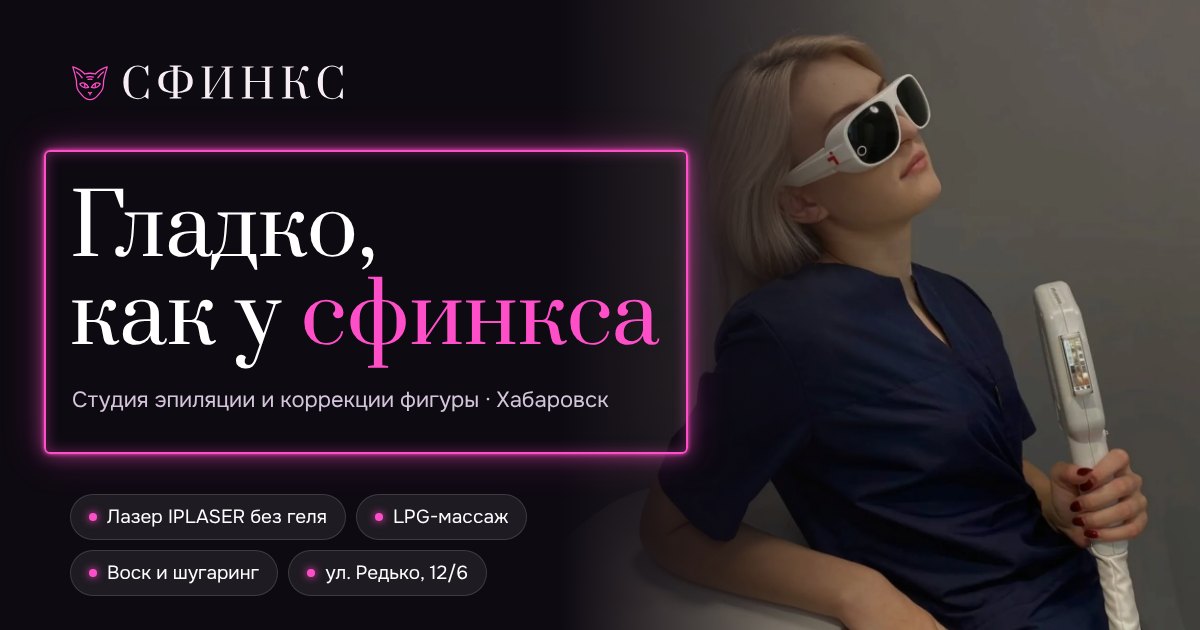 СФИНКС
Гладко,
как у сфинкса
Студия эпиляции и коррекции фигуры · Хабаровск
Лазер IPLASER без геля
LPG-массаж
Воск и шугаринг
ул. Редько, 12/6